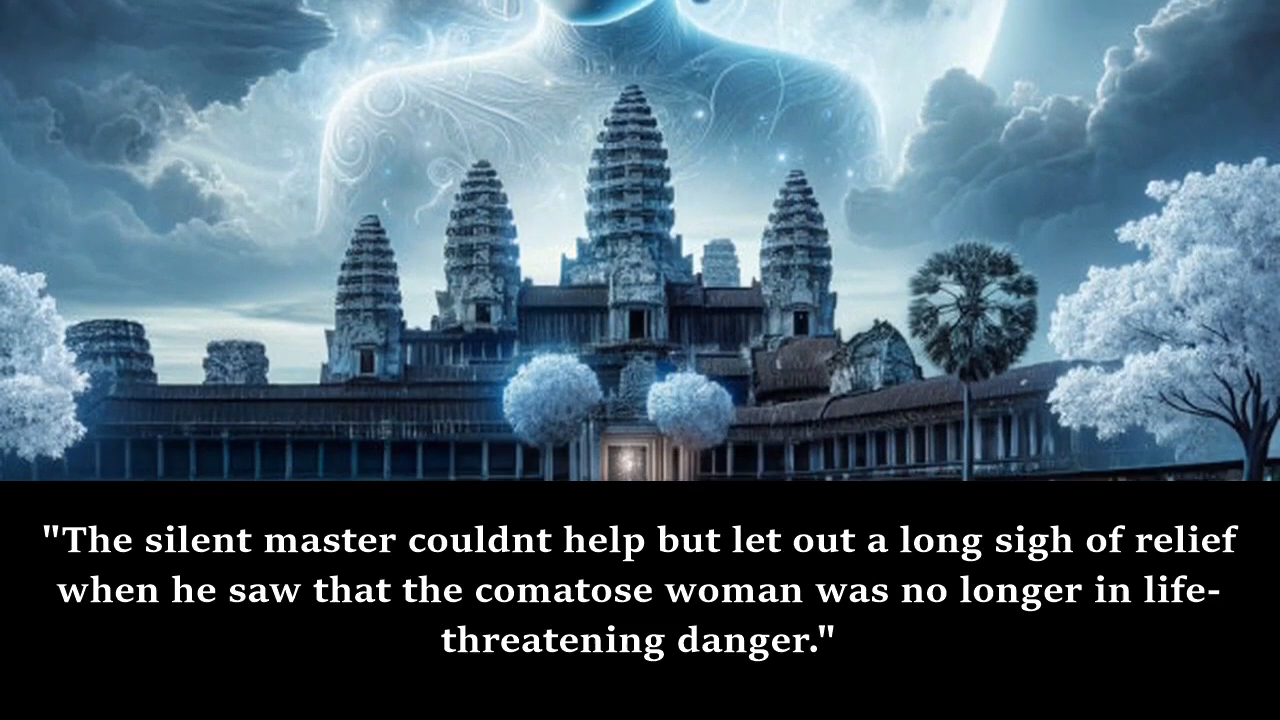 "The silent master couldnt help but let out a long sigh of relief
when he saw that the comatose woman was no longer in life-
threatening danger."